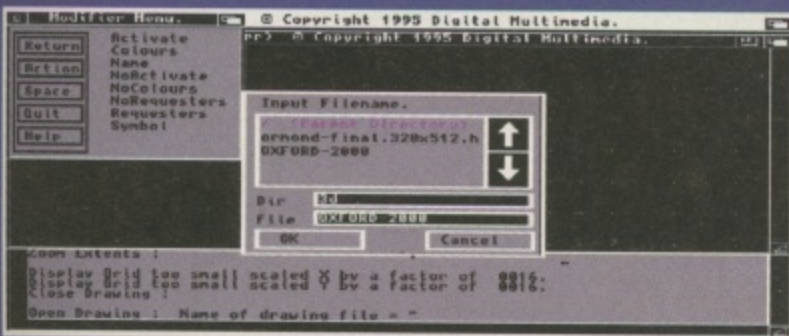 Modifier Menu.
© Copyright 1995 Digital Multimedia.
© Copyright 1995 Digital Multimedia.
Return
Action
Space
Quit
Help
Activate
Colours
Name
NoActivate
NoColours
NoRequesters
Requesters
Symbol
Input Filename.
/ (Parent Directory)
ormond-final.320x512.h
OXFORD-2000
Dir 3d
File OXFORD-2000
OK Cancel
Zoom Extents :
Display Grid too small scaled X by a factor of 0016.
Display Grid too small scaled Y by a factor of 0016.
Close Drawing :
Open Drawing : Name of drawing file = "